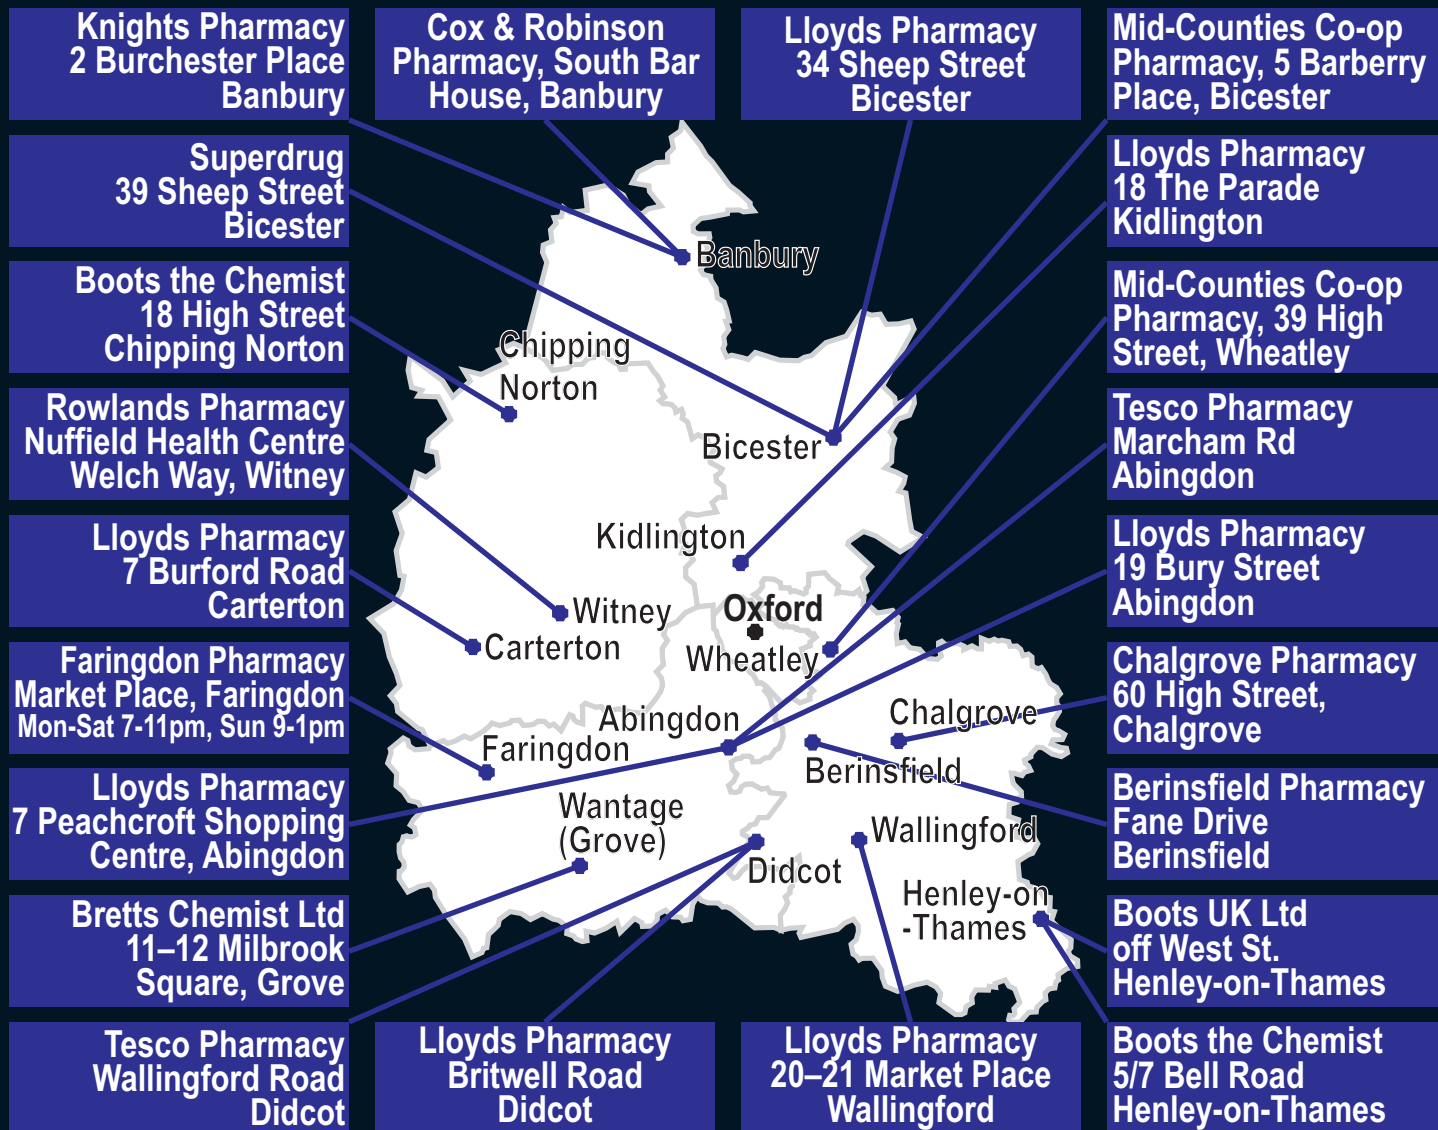 Knights Pharmacy
2 Burchester Place
Banbury
Cox & Robinson
Pharmacy, South Bar
House, Banbury
Lloyds Pharmacy
34 Sheep Street
Bicester
Mid-Counties Co-op
Pharmacy, 5 Barberry
Place, Bicester
Superdrug
39 Sheep Street
Bicester
Lloyds Pharmacy
18 The Parade
Kidlington
Boots the Chemist
18 High Street
Chipping Norton
Mid-Counties Co-op
Pharmacy, 39 High
Street, Wheatley
Rowlands Pharmacy
Nuffield Health Centre
Welch Way, Witney
Tesco Pharmacy
Marcham Rd
Abingdon
Lloyds Pharmacy
7 Burford Road
Carterton
Lloyds Pharmacy
19 Bury Street
Abingdon
Faringdon Pharmacy
Market Place, Faringdon
Mon-Sat 7-11pm, Sun 9-1pm
Chalgrove Pharmacy
60 High Street,
Chalgrove
Lloyds Pharmacy
7 Peachcroft Shopping
Centre, Abingdon
Berinsfield Pharmacy
Fane Drive
Berinsfield
Bretts Chemist Ltd
11–12 Milbrook
Square, Grove
Boots UK Ltd
off West St.
Henley-on-Thames
Tesco Pharmacy
Wallingford Road
Didcot
Lloyds Pharmacy
Britwell Road
Didcot
Lloyds Pharmacy
20–21 Market Place
Wallingford
Boots the Chemist
5/7 Bell Road
Henley-on-Thames
Banbury
Chipping
Norton
Bicester
Kidlington
Oxford
Witney
Carterton
Wheatley
Abingdon
Chalgrove
Faringdon
Berinsfield
Wantage
(Grove)
Wallingford
Didcot
Henley-on
-Thames